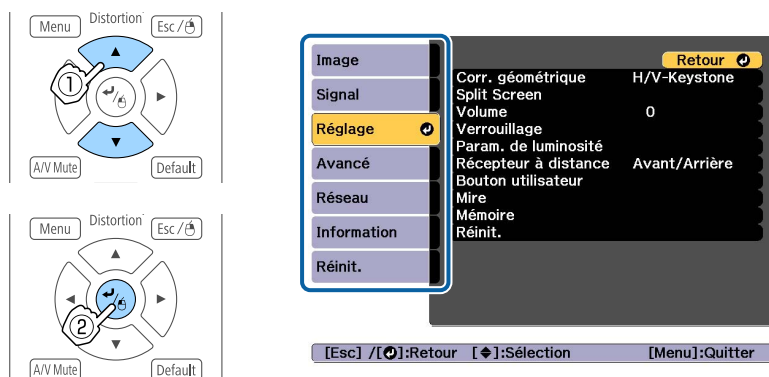 Menu Distortion Esc /
1
A/V Mute Default
Menu Distortion Esc /
2
A/V Mute Default
Image
Signal
Réglage
Avancé
Réseau
Information
Réinit.
Retour
Corr. géométrique H/V-Keystone
Split Screen
Volume 0
Verrouillage
Param. de luminosité
Récepteur à distance Avant/Arrière
Bouton utilisateur
Mire
Mémoire
Réinit.
[Esc] /[ ]:Retour [ ]:Sélection [Menu]:Quitter